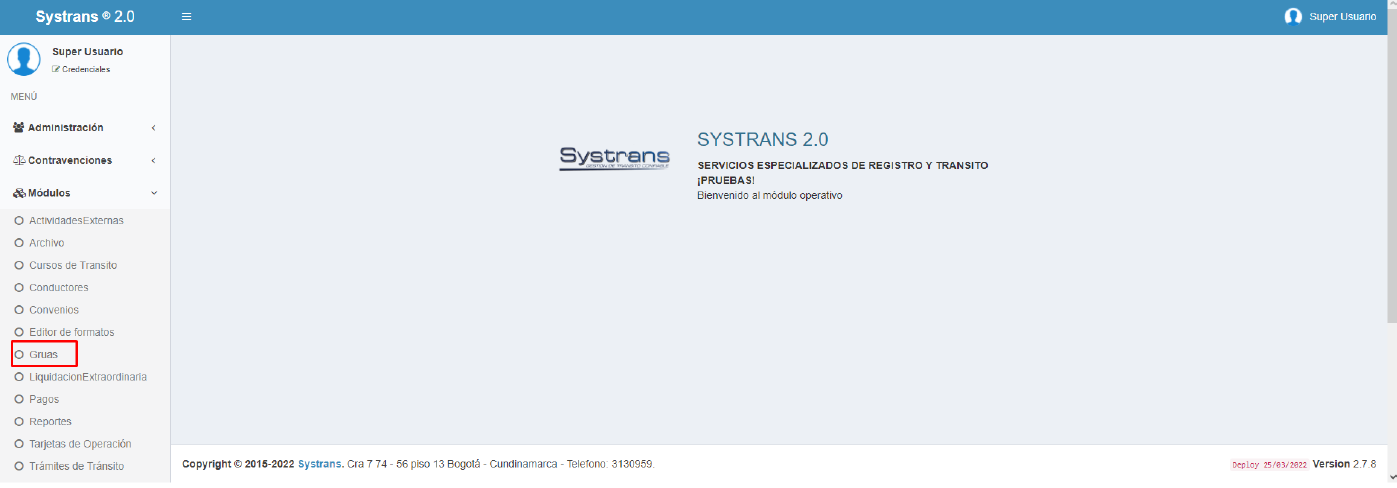 Systrans ® 2.0
Super Usuario
Super Usuario
Credenciales
MENÚ
Administración
Contravenciones
Módulos
ActividadesExternas
Archivo
Cursos de Transito
Conductores
Convenios
Editor de formatos
Gruas
LiquidacionExtraordinaria
Pagos
Reportes
Tarjetas de Operación
Trámites de Tránsito
Systrans
GESTIÓN DE TRÁNSITO CONFIABLE
SYSTRANS 2.0
SERVICIOS ESPECIALIZADOS DE REGISTRO Y TRANSITO
¡PRUEBAS!
Bienvenido al módulo operativo
Copyright © 2015-2022 Systrans. Cra 7 74 - 56 piso 13 Bogotá - Cundinamarca - Telefono: 3130959.
Deploy 25/03/2022 Version 2.7.8